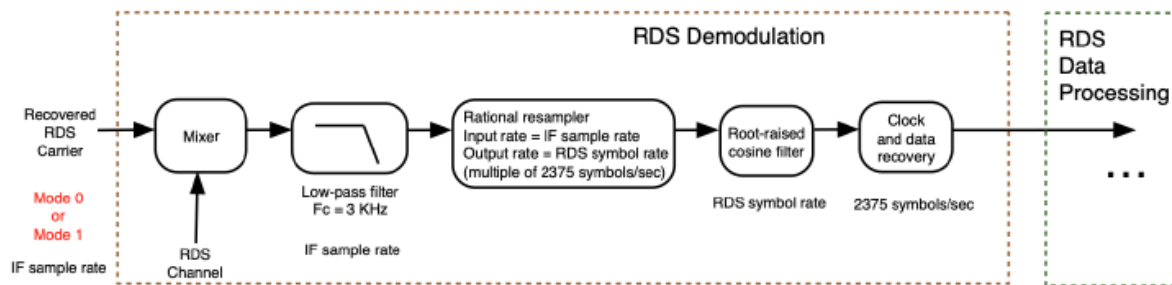 RDS Demodulation
RDS
Data
Processing
Recovered
RDS
Carrier
Mixer
Rational resampler
Input rate = IF sample rate
Output rate = RDS symbol rate
(multiple of 2375 symbols/sec)
Root-raised
cosine filter
Clock
and data
recovery
...
Low-pass filter
Fc = 3 KHz
RDS symbol rate
2375 symbols/sec
Mode 0
or
Mode 1
IF sample rate
RDS
Channel
IF sample rate